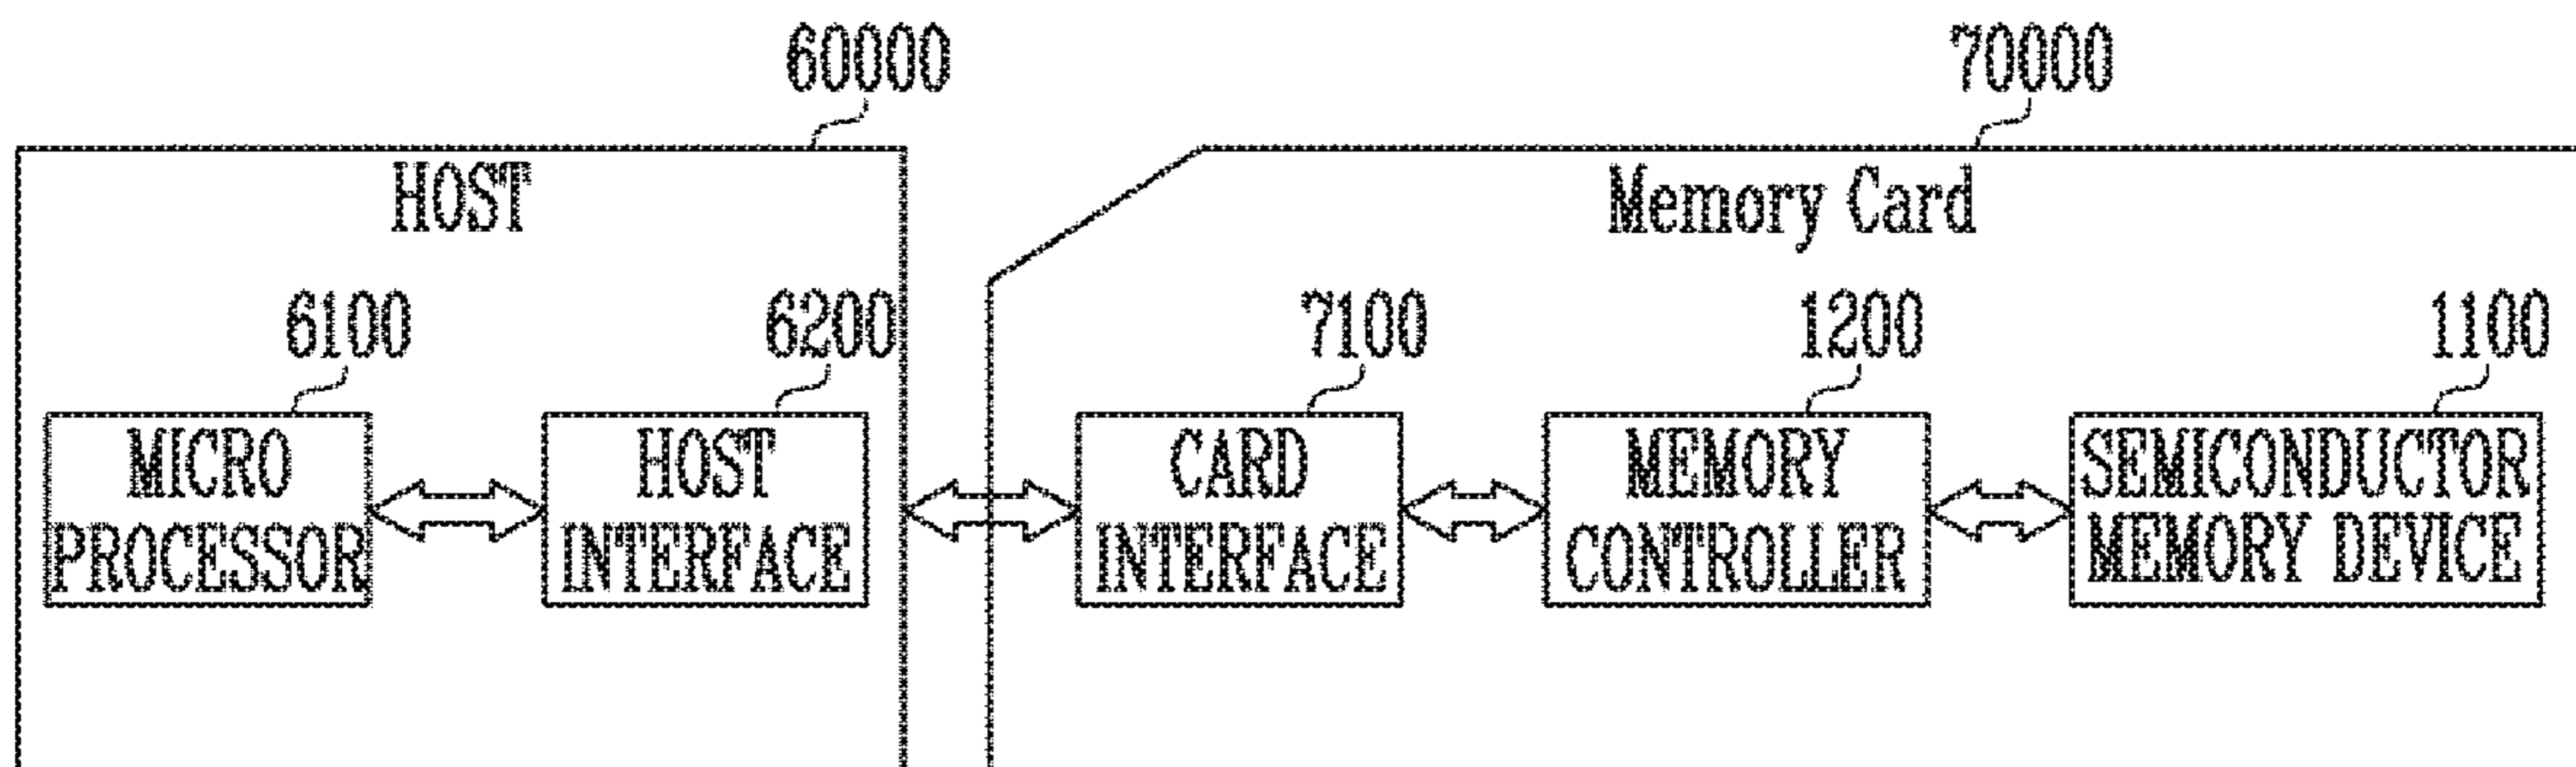 60000
70000
HOST
Memory Card
6100
6200
7100
1200
1100
MICRO
PROCESSOR
HOST
INTERFACE
CARD
INTERFACE
MEMORY
CONTROLLER
SEMICONDUCTOR
MEMORY DEVICE